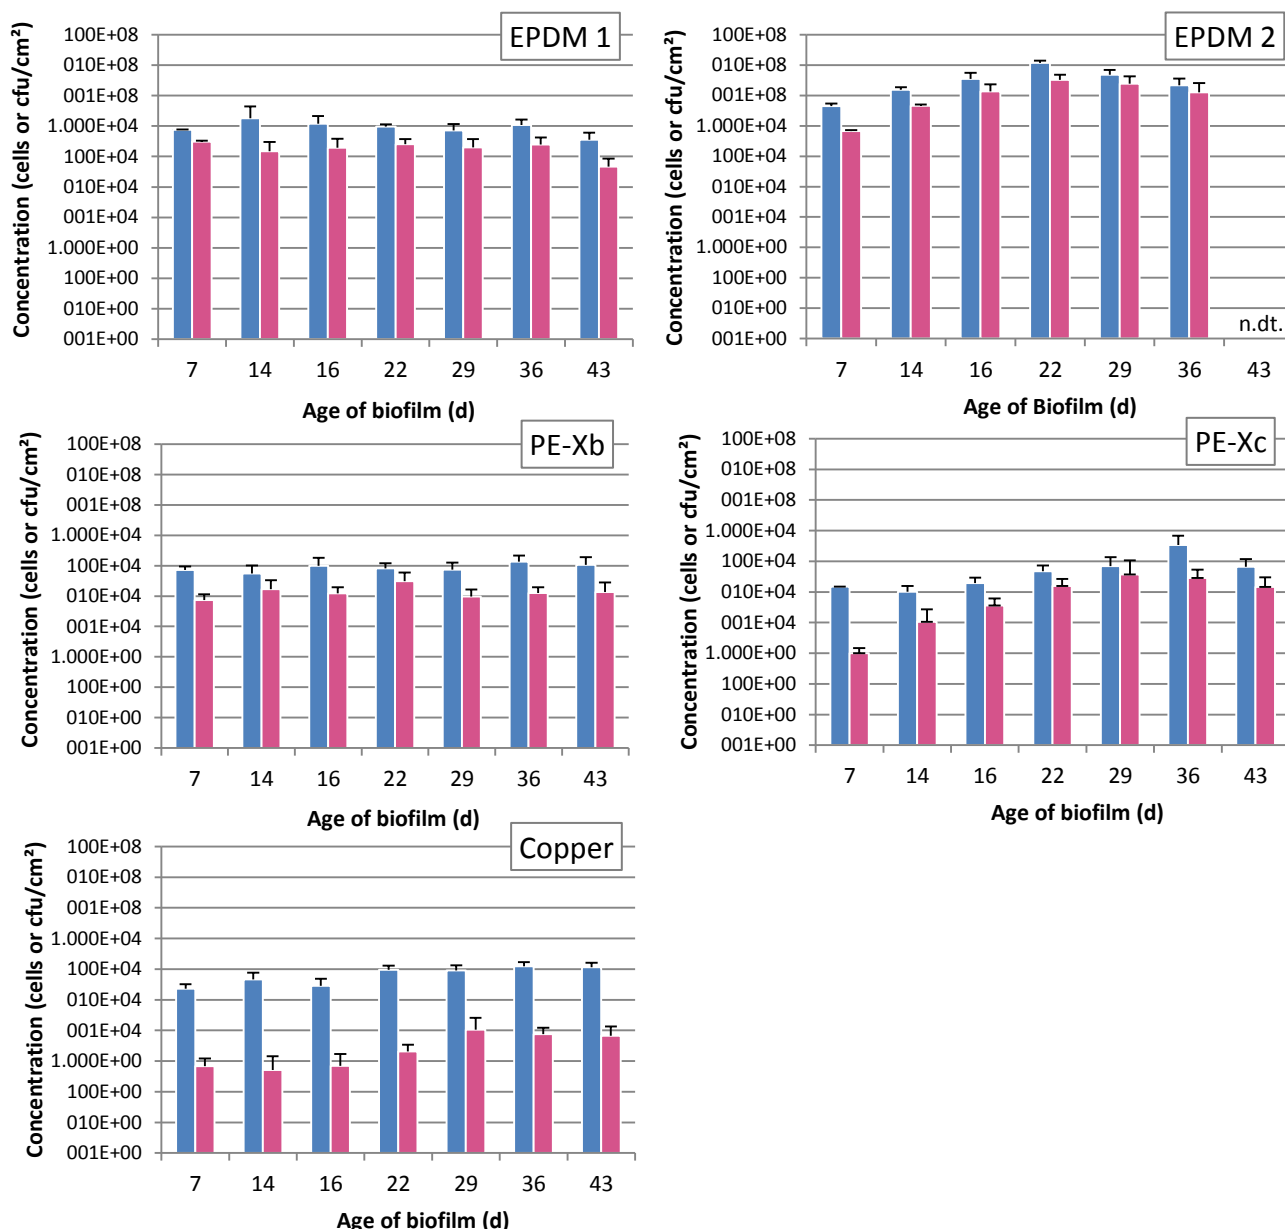 EPDM 1
Concentration (cells or cfu/cm²)
100E+08
010E+08
001E+08
1.000E+04
100E+04
010E+04
001E+04
1.000E+00
100E+00
010E+00
001E+00
7 14 16 22 29 36 43
Age of biofilm (d)
EPDM 2
Concentration (cells or cfu/cm²)
100E+08
010E+08
001E+08
1.000E+04
100E+04
010E+04
001E+04
1.000E+00
100E+00
010E+00
001E+00
n.dt.
7 14 16 22 29 36 43
Age of Biofilm (d)
PE-Xb
Concentration (cells or cfu/cm²)
100E+08
010E+08
001E+08
1.000E+04
100E+04
010E+04
001E+04
1.000E+00
100E+00
010E+00
001E+00
7 14 16 22 29 36 43
Age of biofilm (d)
PE-Xc
Concentration (cells or cfu/cm²)
100E+08
010E+08
001E+08
1.000E+04
100E+04
010E+04
001E+04
1.000E+00
100E+00
010E+00
001E+00
7 14 16 22 29 36 43
Age of biofilm (d)
Copper
Concentration (cells or cfu/cm²)
100E+08
010E+08
001E+08
1.000E+04
100E+04
010E+04
001E+04
1.000E+00
100E+00
010E+00
001E+00
7 14 16 22 29 36 43
Age of biofilm (d)